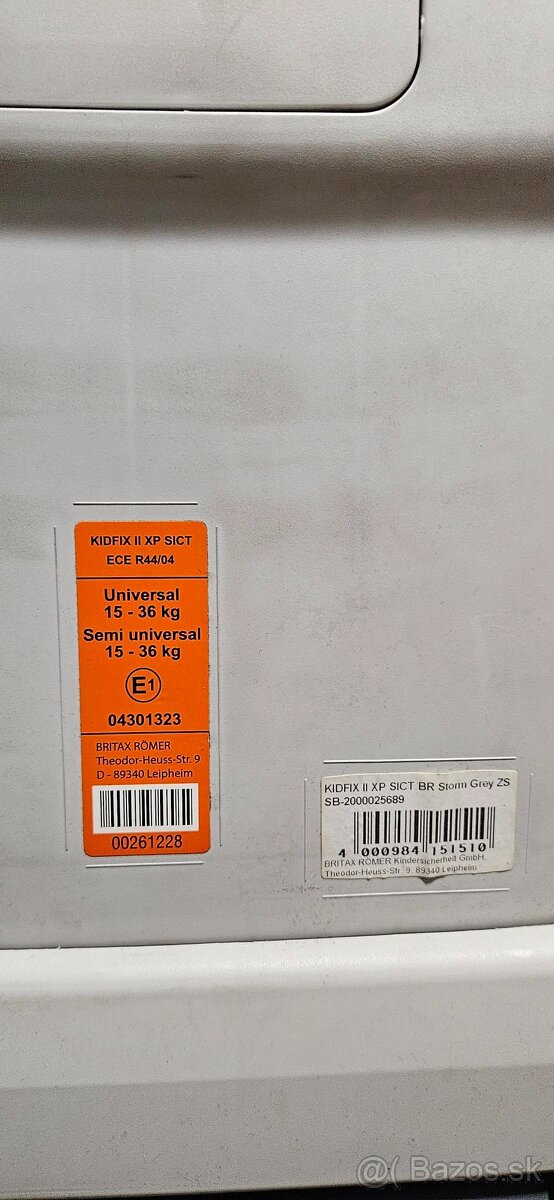 KIDFIX II XP SICT
ECE R44/04
Universal
15 - 36 kg
Semi universal
15 - 36 kg
E1
04301323
BRITAX RÖMER
Theodor-Heuss-Str. 9
D - 89340 Leipheim
00261228
KIDFIX II XP SICT BR Storm Grey ZS
SB-2000025689
4 000984 151510
BRITAX RÖMER Kindersicherheit GmbH,
Theodor-Heuss-Str. 9, 89340 Leipheim
@(•) Bazos.sk